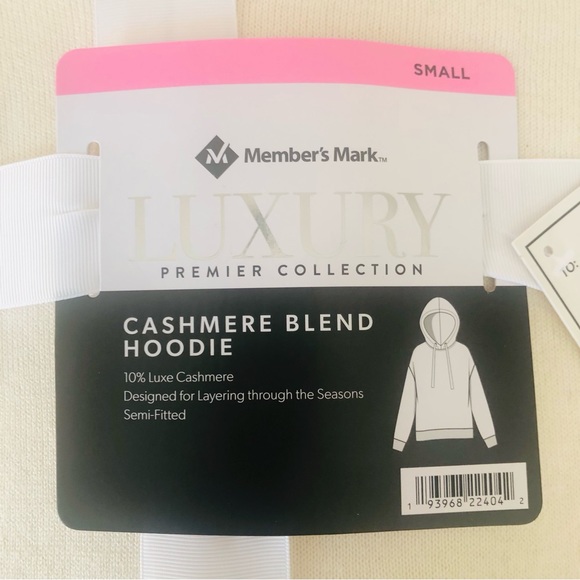 SMALL
Member's Mark™
LUXURY
PREMIER COLLECTION
CASHMERE BLEND
HOODIE
10% Luxe Cashmere
Designed for Layering through the Seasons
Semi-Fitted
1 93968 22404 2
TO: